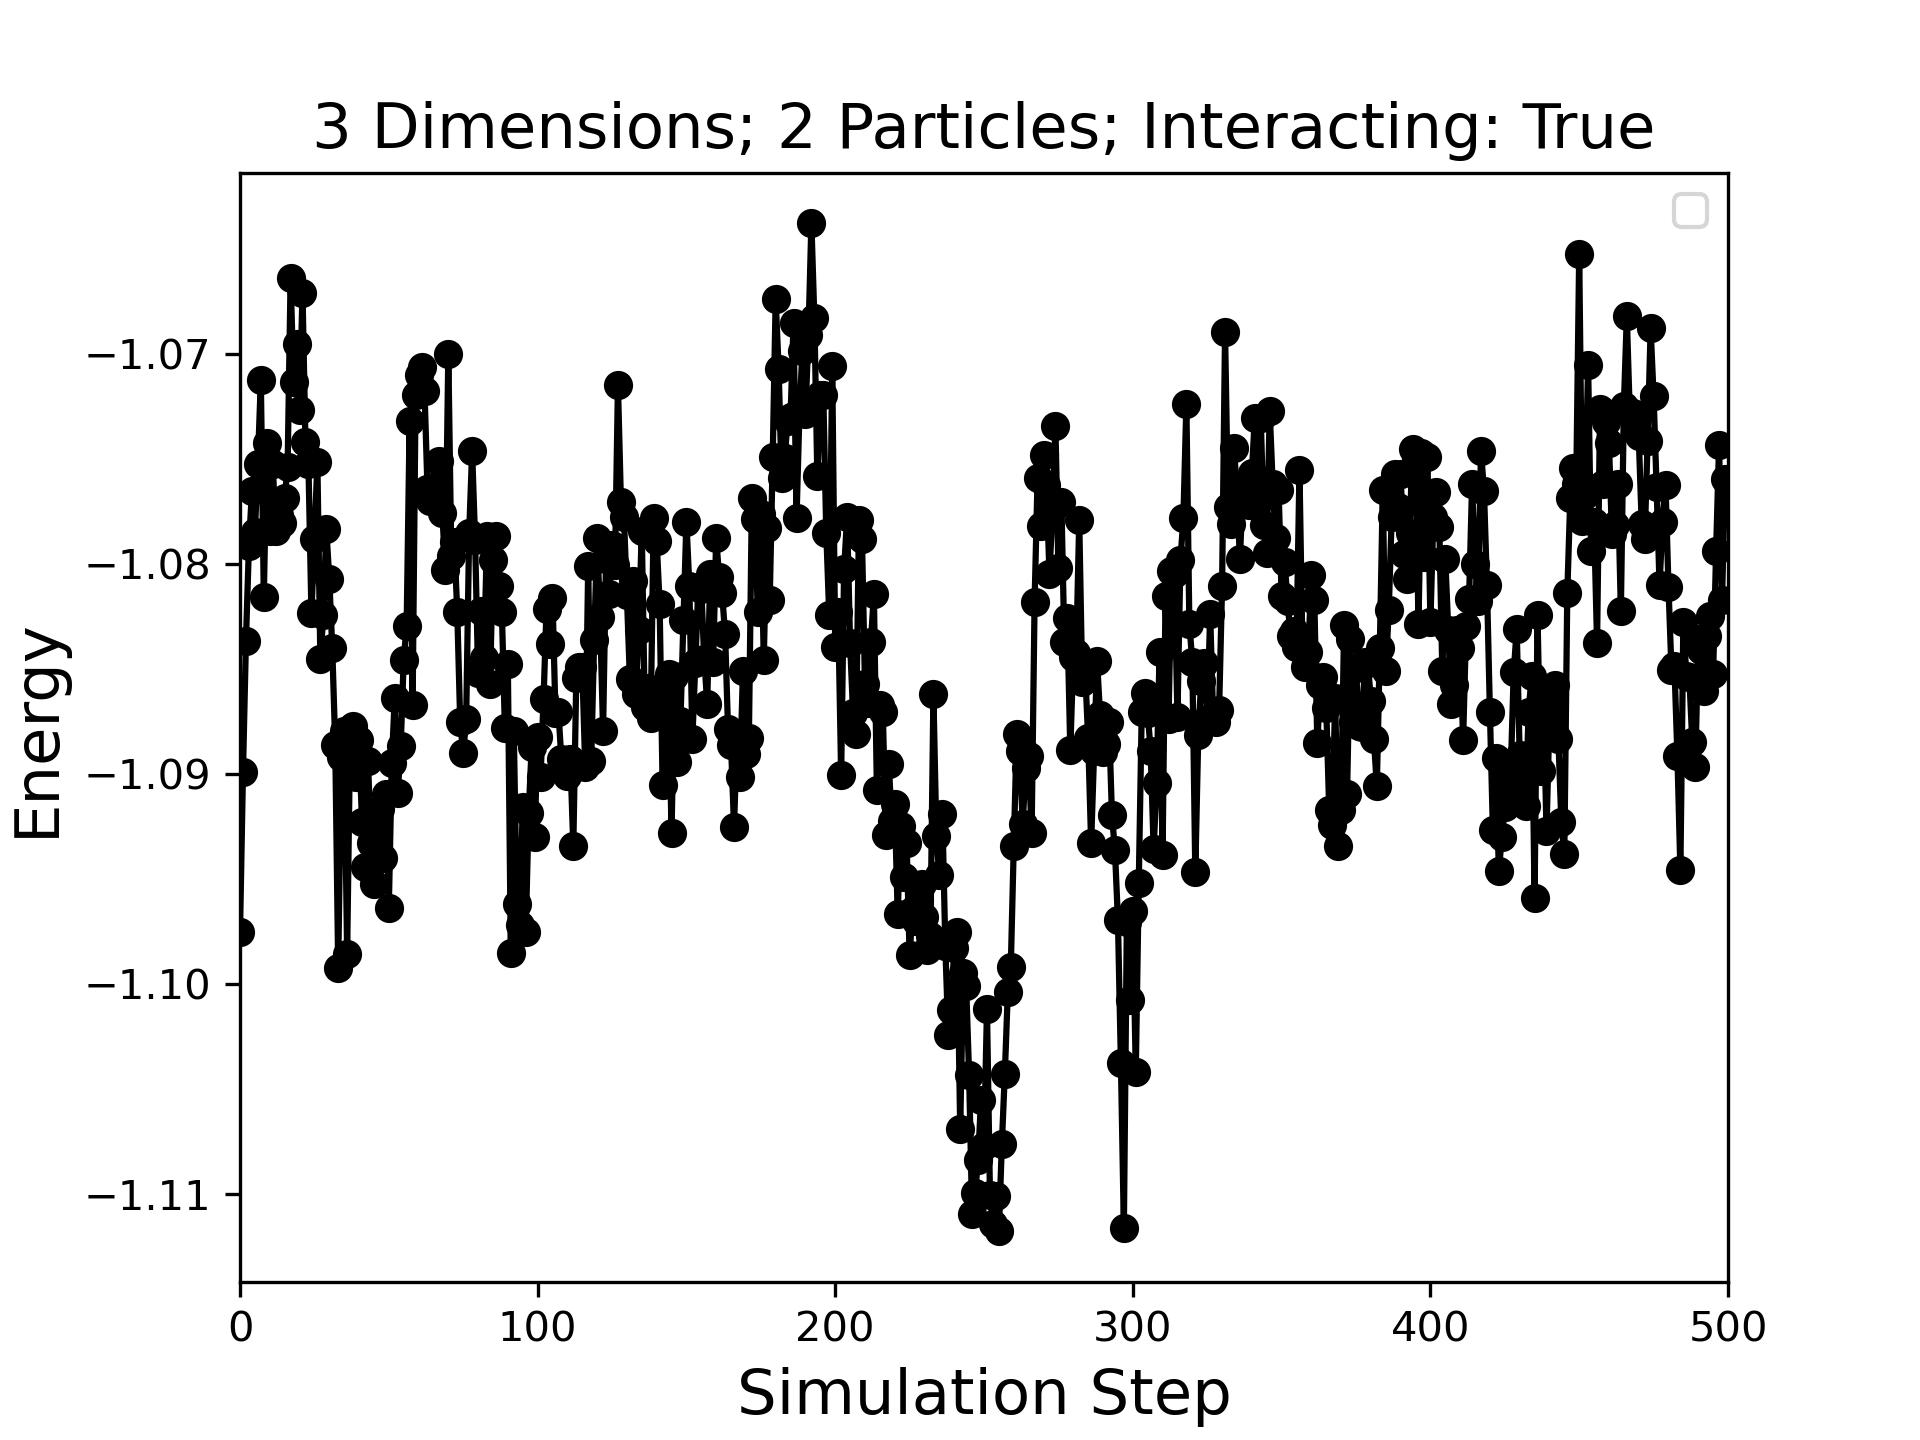 3 Dimensions; 2 Particles; Interacting: True
Energy
−1.07
−1.08
−1.09
−1.10
−1.11
0 100 200 300 400 500
Simulation Step